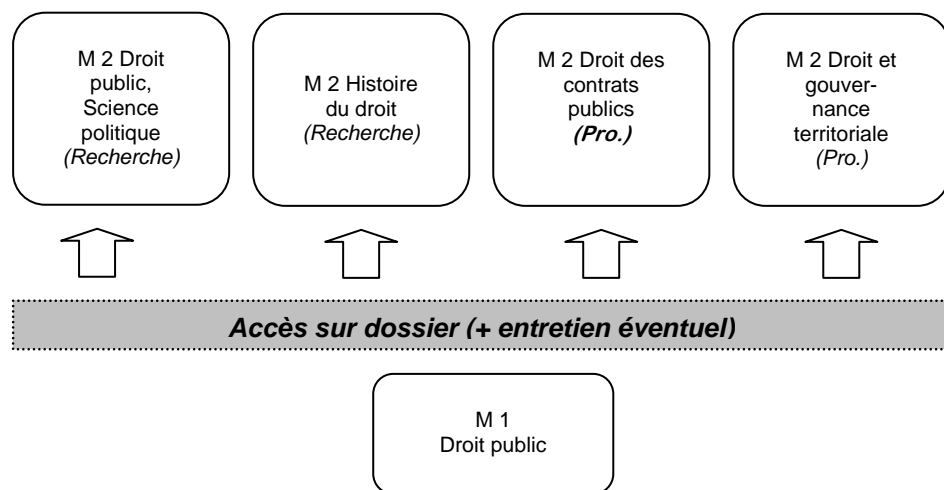 M 2 Droit
public,
Science
politique
(Recherche)
M 2 Histoire
du droit
(Recherche)
M 2 Droit des
contrats
publics
(Pro.)
M 2 Droit et
gouver-
nance
territoriale
(Pro.)
Accès sur dossier (+ entretien éventuel)
M 1
Droit public